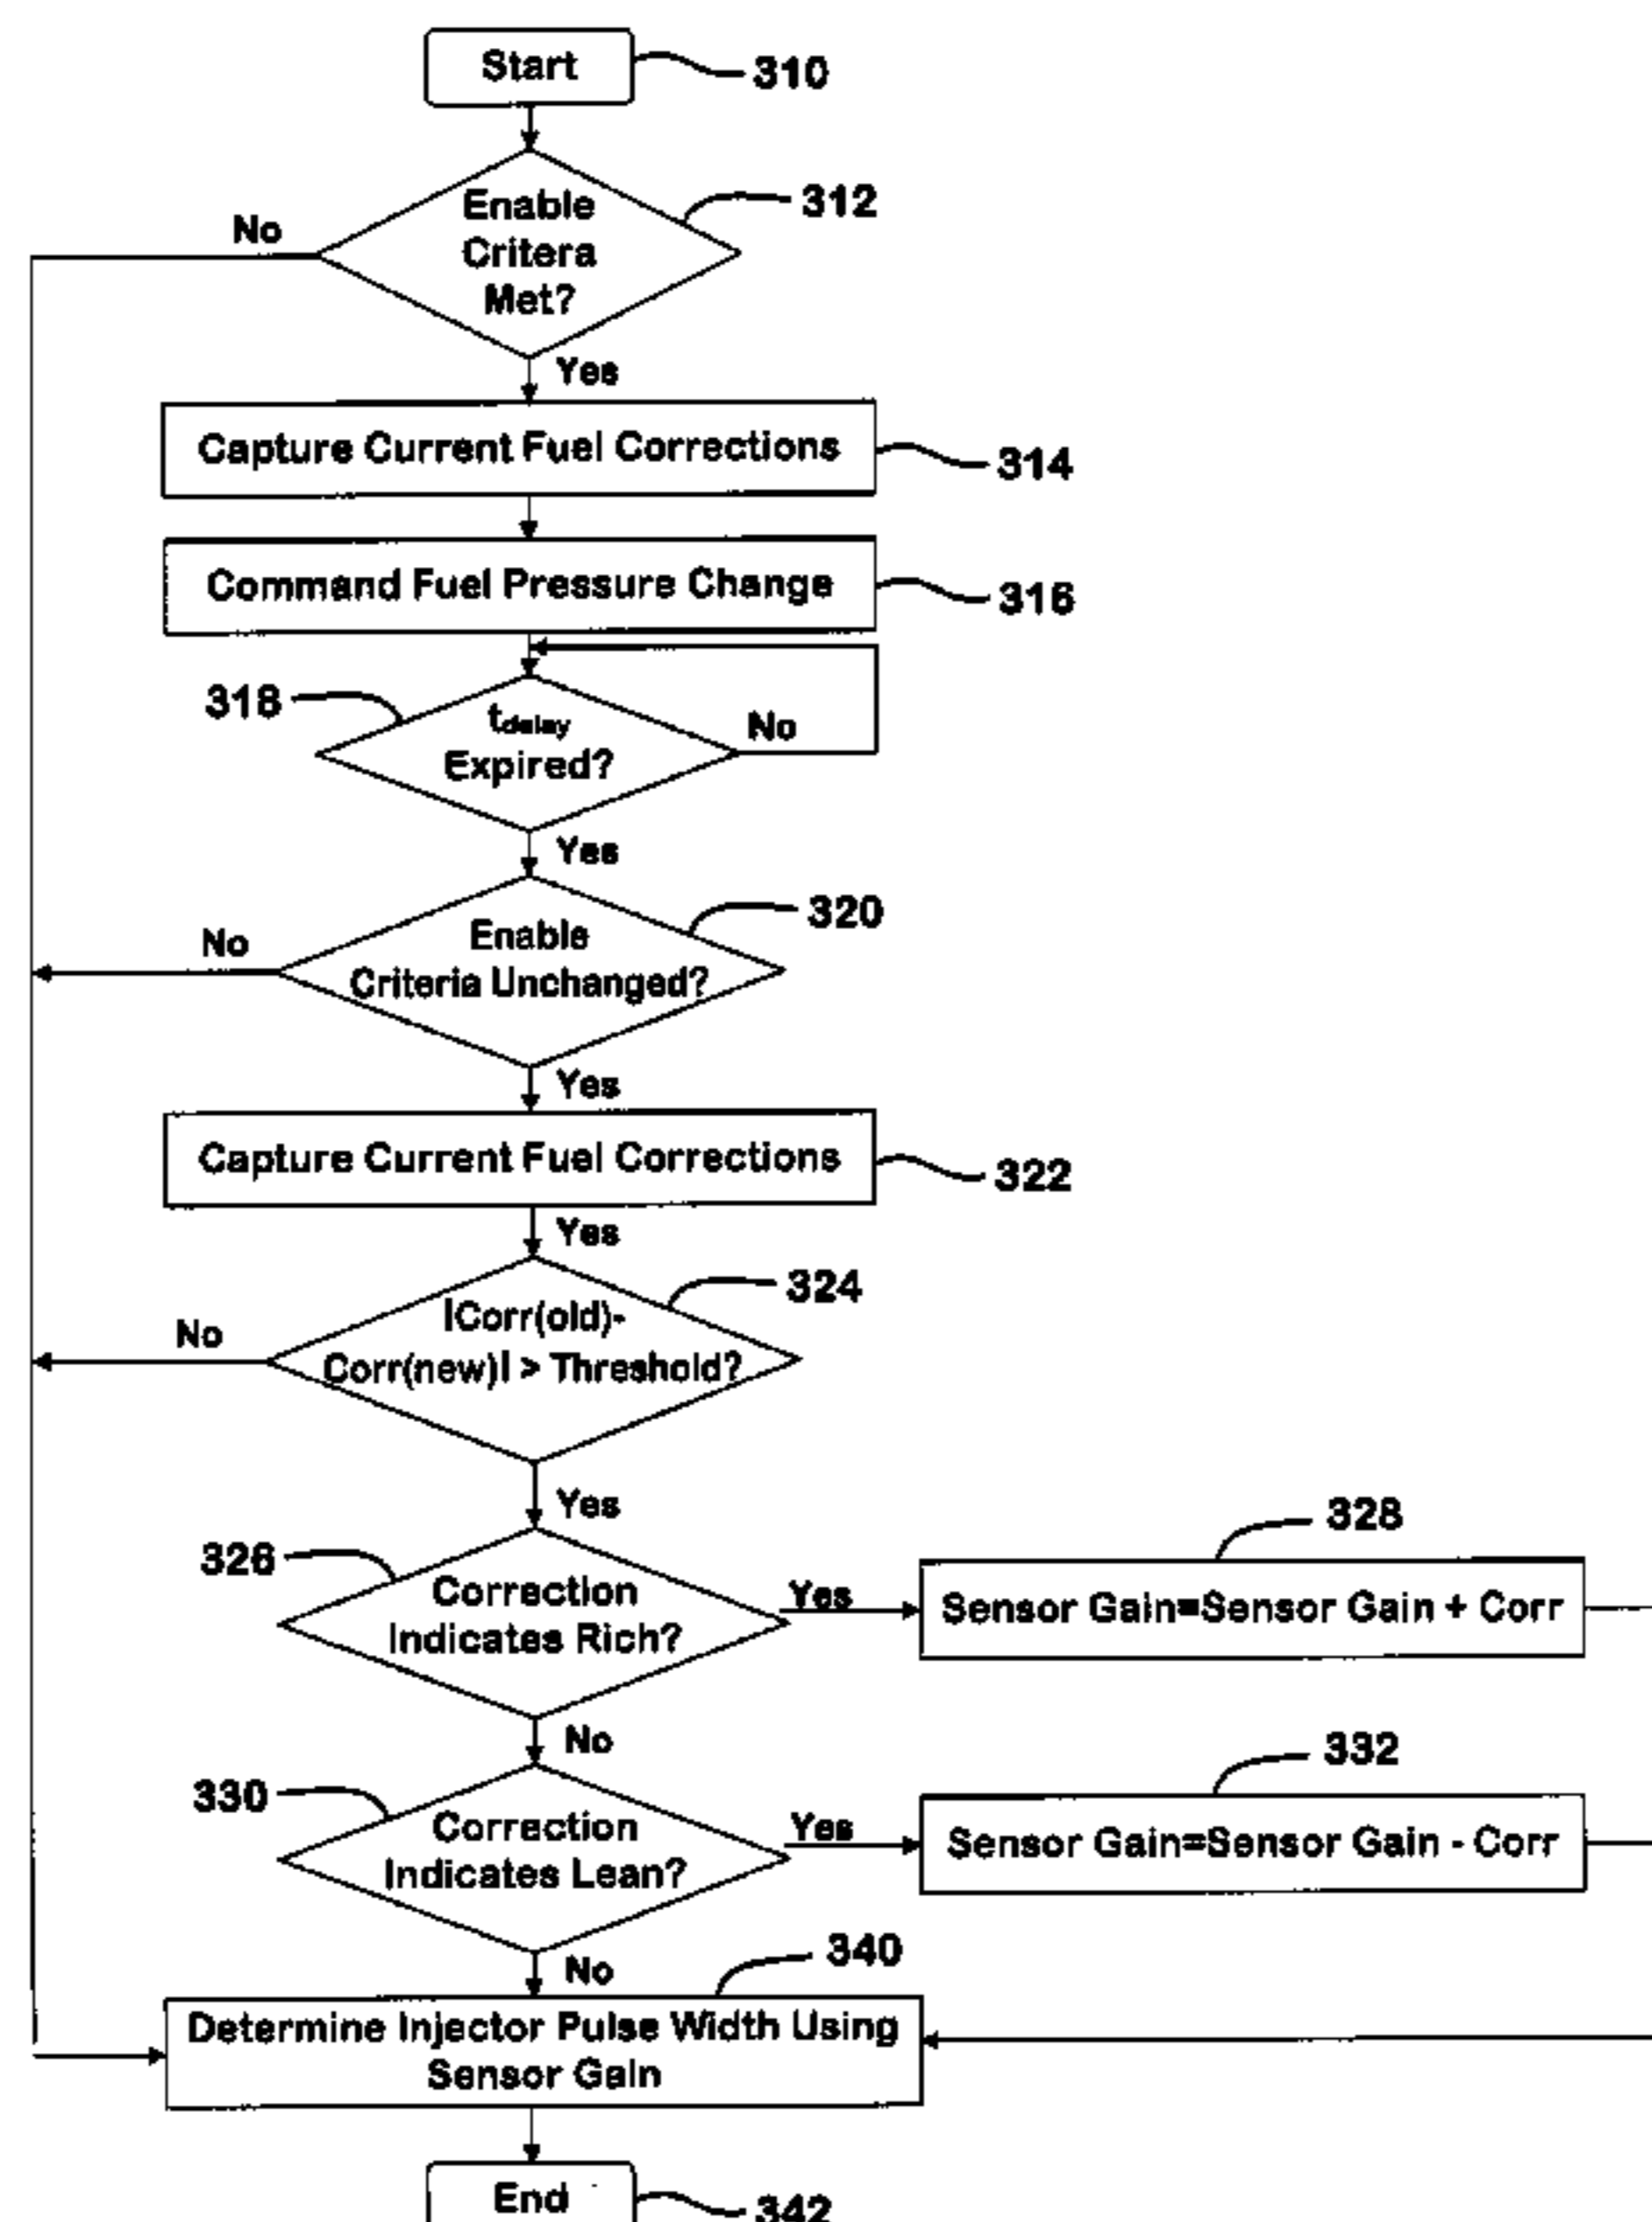 Start
310
Enable
Critera
Met?
312
No
Yes
Capture Current Fuel Corrections
314
Command Fuel Pressure Change
316
318
tdelay
Expired?
No
Yes
320
Enable
Criteria Unchanged?
No
Yes
Capture Current Fuel Corrections
322
Yes
324
|Corr(old)-
Corr(new)| > Threshold?
No
Yes
326
Correction
Indicates Rich?
Yes
328
Sensor Gain=Sensor Gain + Corr
No
330
Correction
Indicates Lean?
Yes
332
Sensor Gain=Sensor Gain - Corr
No
340
Determine Injector Pulse Width Using
Sensor Gain
End
342